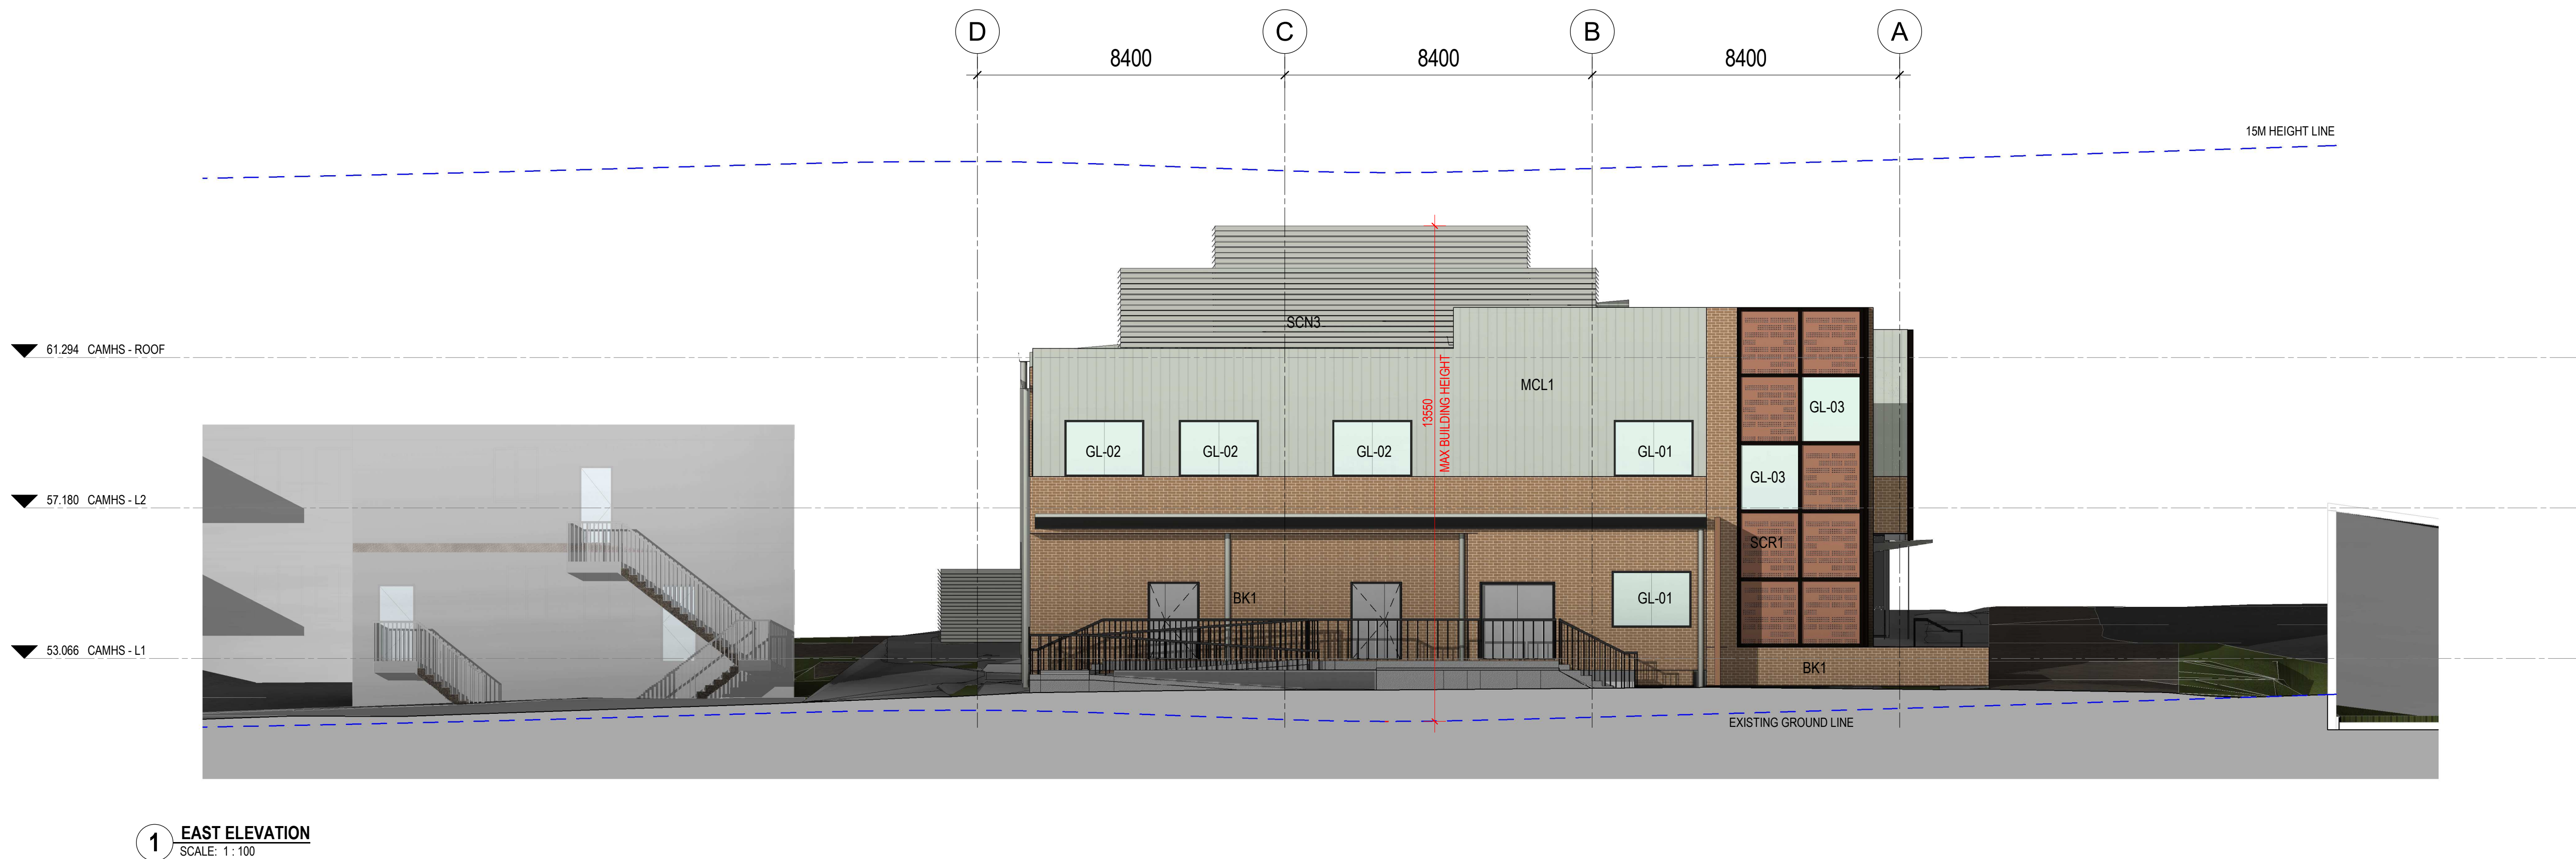 D
C
B
A
8400
8400
8400
15M HEIGHT LINE
SCN3
61.294 CAMHS - ROOF
MCL1
13550
MAX BUILDING HEIGHT
GL-03
GL-02
GL-02
GL-02
GL-01
GL-03
57.180 CAMHS - L2
SCR1
BK1
GL-01
53.066 CAMHS - L1
BK1
EXISTING GROUND LINE
1
EAST ELEVATION
SCALE: 1 : 100